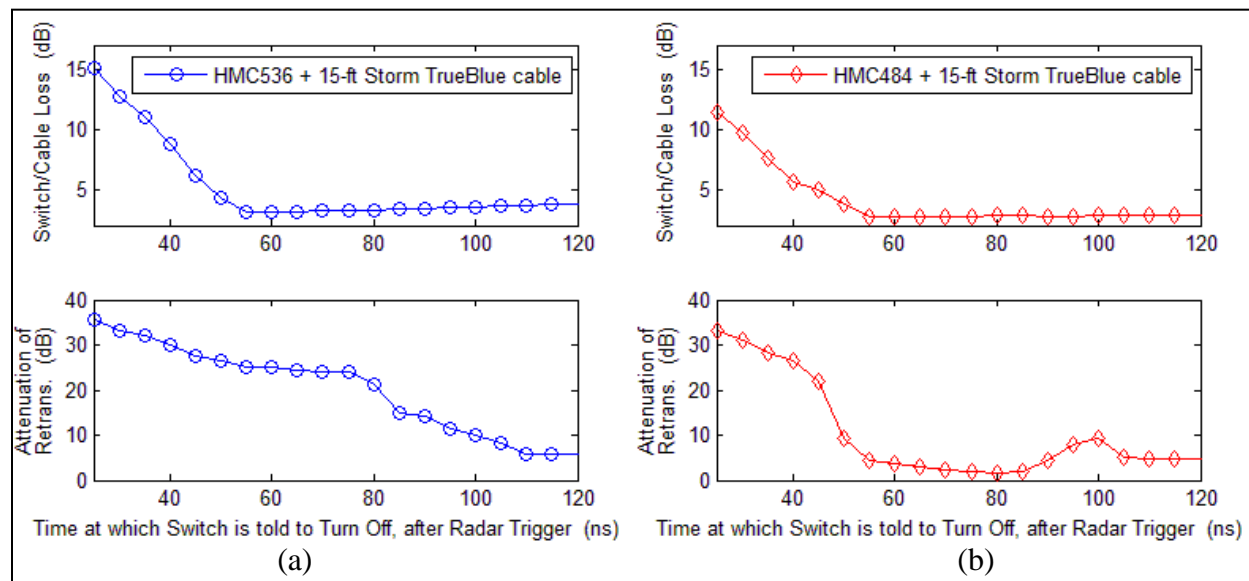 Switch/Cable Loss (dB)
15
10
5
HMC536 + 15-ft Storm TrueBlue cable
40 60 80 100 120
Attenuation of
Retrans. (dB)
40
30
20
10
0
40 60 80 100 120
Time at which Switch is told to Turn Off, after Radar Trigger (ns)
(a)
Switch/Cable Loss (dB)
15
10
5
HMC484 + 15-ft Storm TrueBlue cable
40 60 80 100 120
Attenuation of
Retrans. (dB)
40
30
20
10
0
40 60 80 100 120
Time at which Switch is told to Turn Off, after Radar Trigger (ns)
(b)